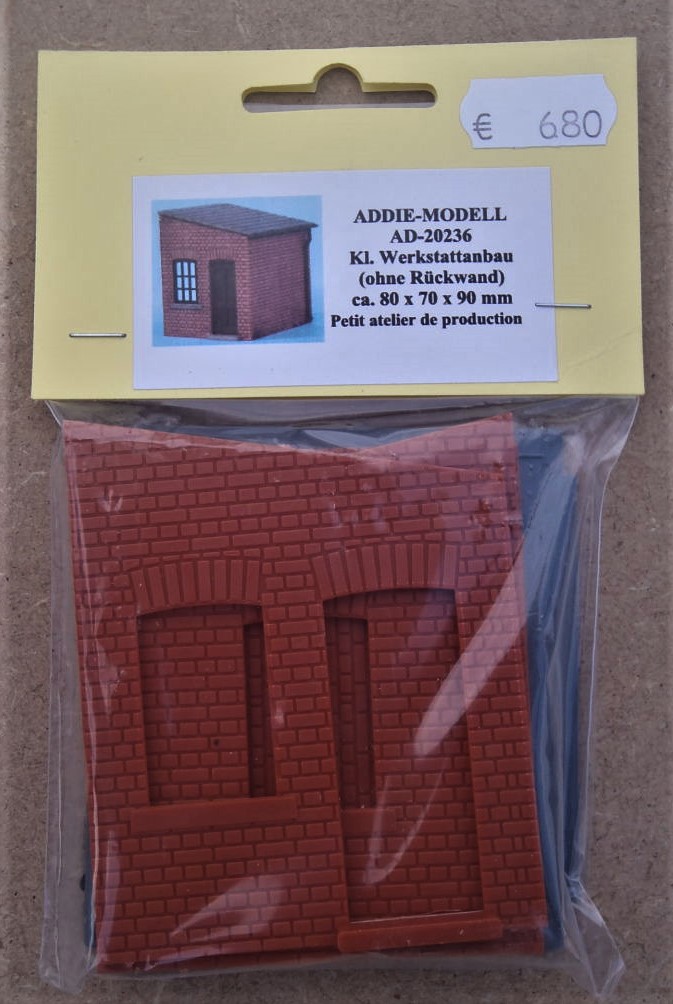 € 680
ADDIE-MODELL
AD-20236
Kl. Werkstattanbau
(ohne Rückwand)
ca. 80 x 70 x 90 mm
Petit atelier de production